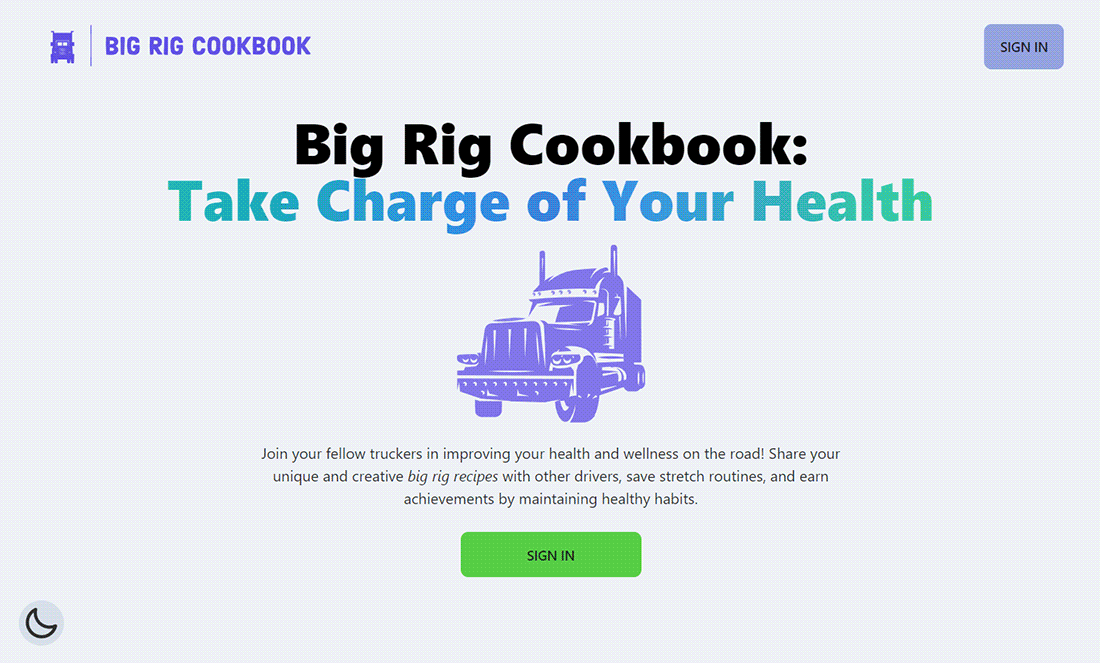 BIG RIG COOKBOOK
SIGN IN
Big Rig Cookbook:
Take Charge of Your Health
Join your fellow truckers in improving your health and wellness on the road! Share your
unique and creative big rig recipes with other drivers, save stretch routines, and earn
achievements by maintaining healthy habits.
SIGN IN